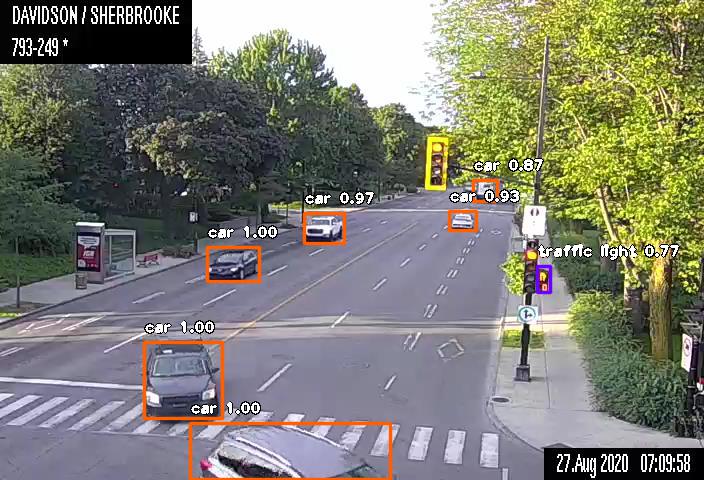 DAVIDSON / SHERBROOKE
793-249 *
car 0.87
car 0.97
car 0.93
car 1.00
traffic light 0.77
car 1.00
car 1.00
27.Aug 2020 07:09:58